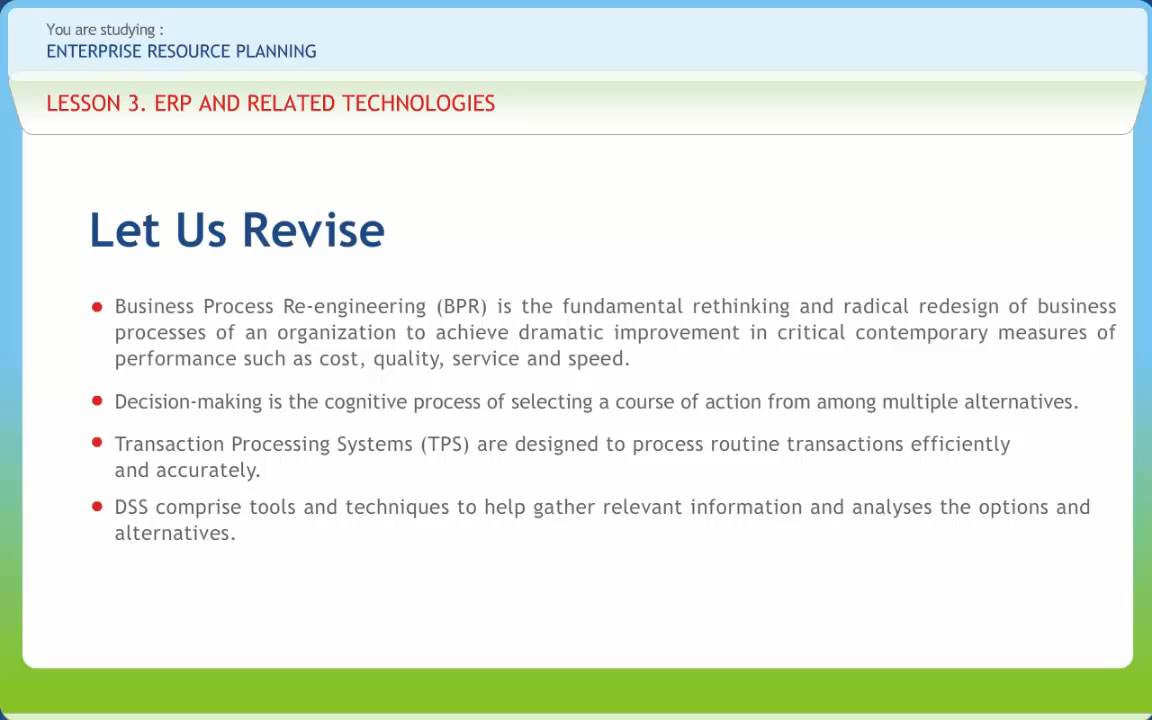 You are studying :
ENTERPRISE RESOURCE PLANNING
LESSON 3. ERP AND RELATED TECHNOLOGIES
Let Us Revise
• Business Process Re-engineering (BPR) is the fundamental rethinking and radical redesign of business
processes of an organization to achieve dramatic improvement in critical contemporary measures of
performance such as cost, quality, service and speed.
• Decision-making is the cognitive process of selecting a course of action from among multiple alternatives.
• Transaction Processing Systems (TPS) are designed to process routine transactions efficiently
and accurately.
• DSS comprise tools and techniques to help gather relevant information and analyses the options and
alternatives.